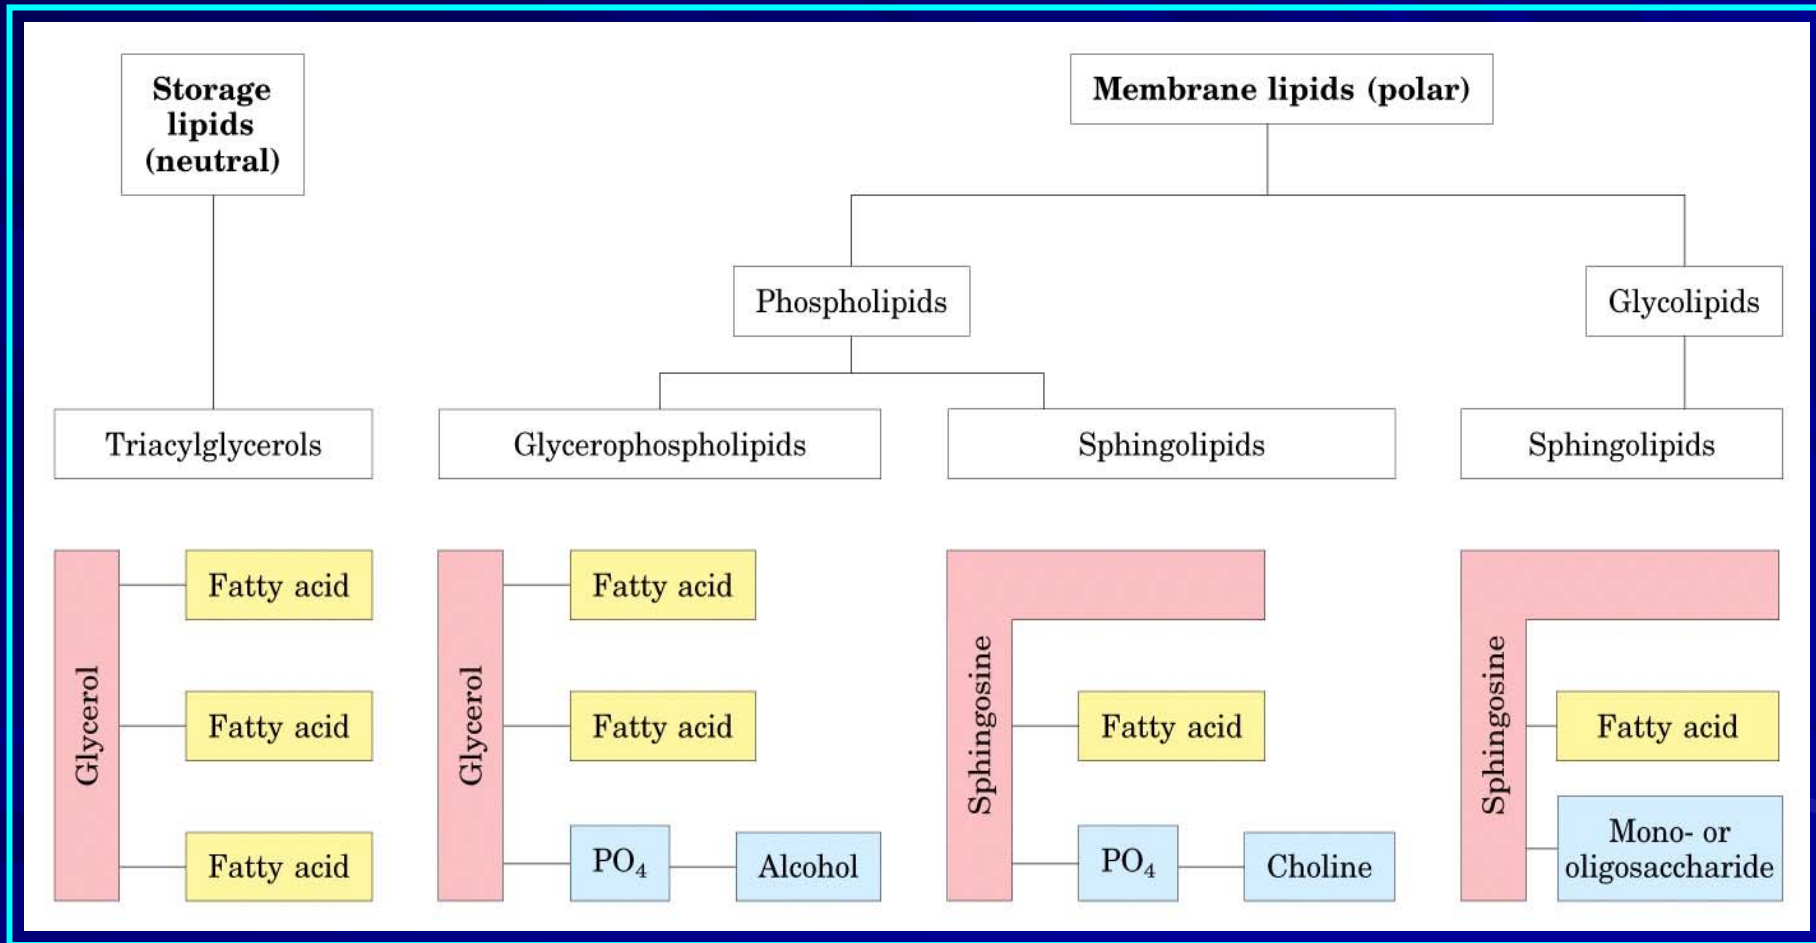 Storage
lipids
(neutral)
Membrane lipids (polar)
Phospholipids
Glycolipids
Triacylglycerols
Glycerophospholipids
Sphingolipids
Sphingolipids
Glycerol
Fatty acid
Fatty acid
Fatty acid
Glycerol
Fatty acid
Fatty acid
PO₄
Alcohol
Sphingosine
Fatty acid
PO₄
Choline
Sphingosine
Fatty acid
Mono- or
oligosaccharide